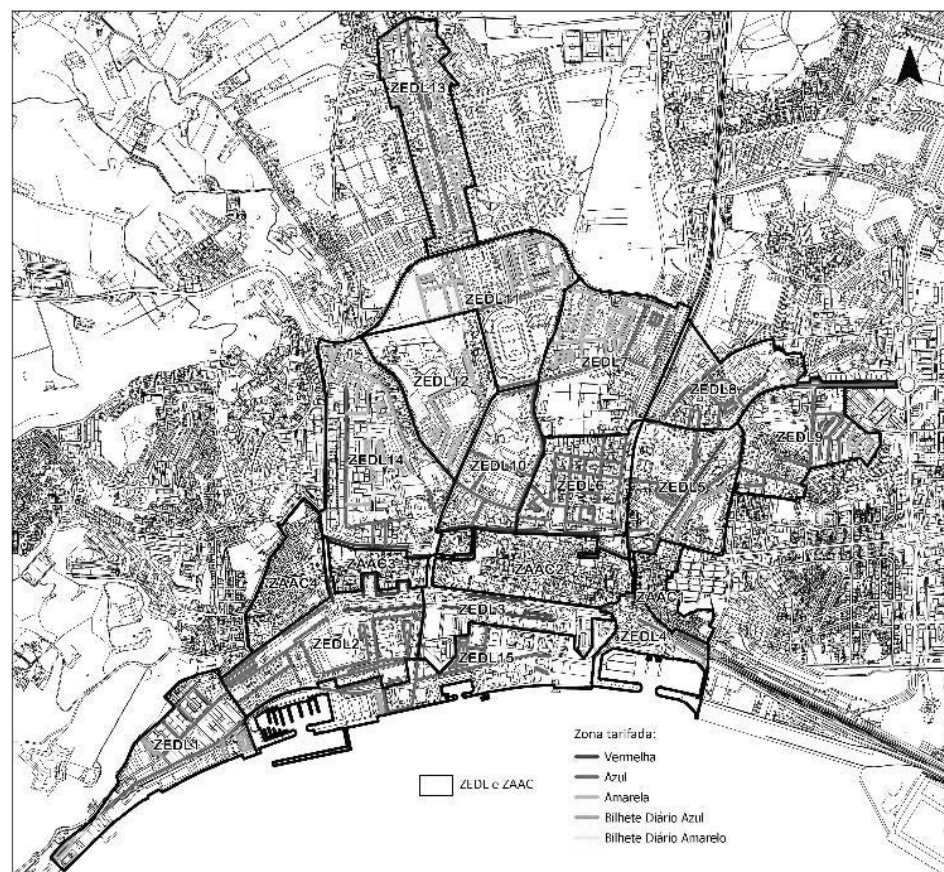 ZEDL13
ZEDL11
ZEDL7
ZEDL12
ZEDL8
ZEDL9
ZEDL14
ZEDL10
ZEDL6
ZEDL5
ZAAC3
ZAAC2
ZAAC4
ZAAC1
ZEDL3
ZEDL2
ZEDL4
ZEDL15
ZEDL1
Zona tarifada:
Vermelha
ZEDL e ZAAC
Azul
Amarela
Bilhete Diário Azul
Bilhete Diário Amarelo